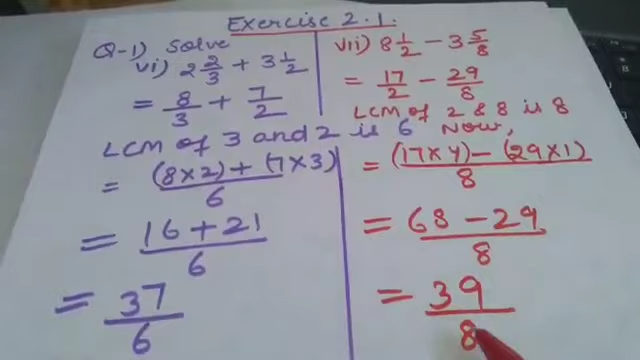 Exercise 2.1.
Q-1) Solve
vi) 2 2/3 + 3 1/2
= 8/3 + 7/2
LCM of 3 and 2 is 6
= (8×2) + (7×3)/6
= 16+21/6
= 37/6
vii) 8 1/2 − 3 5/8
= 17/2 − 29/8
LCM of 2 & 8 is 8
Now,
= (17×4) − (29×1)/8
= 68 − 29/8
= 39/8